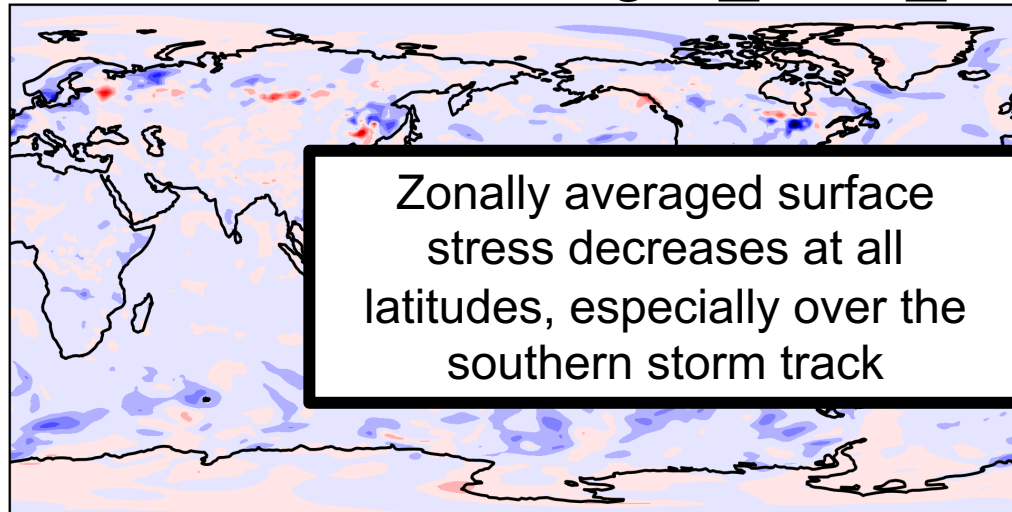 Zonally averaged surface
stress decreases at all
latitudes, especially over the
southern storm track